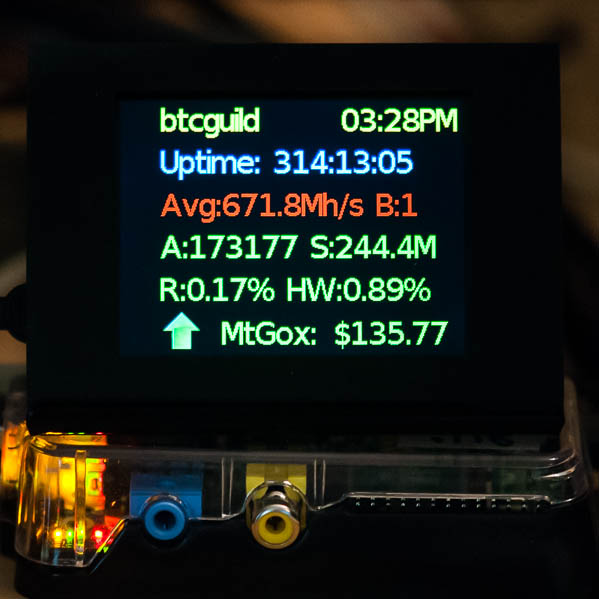 btcguild 03:28PM
Uptime: 314:13:05
Avg:671.8Mh/s B:1
A:173177 S:244.4M
R:0.17% HW:0.89%
MtGox: $135.77